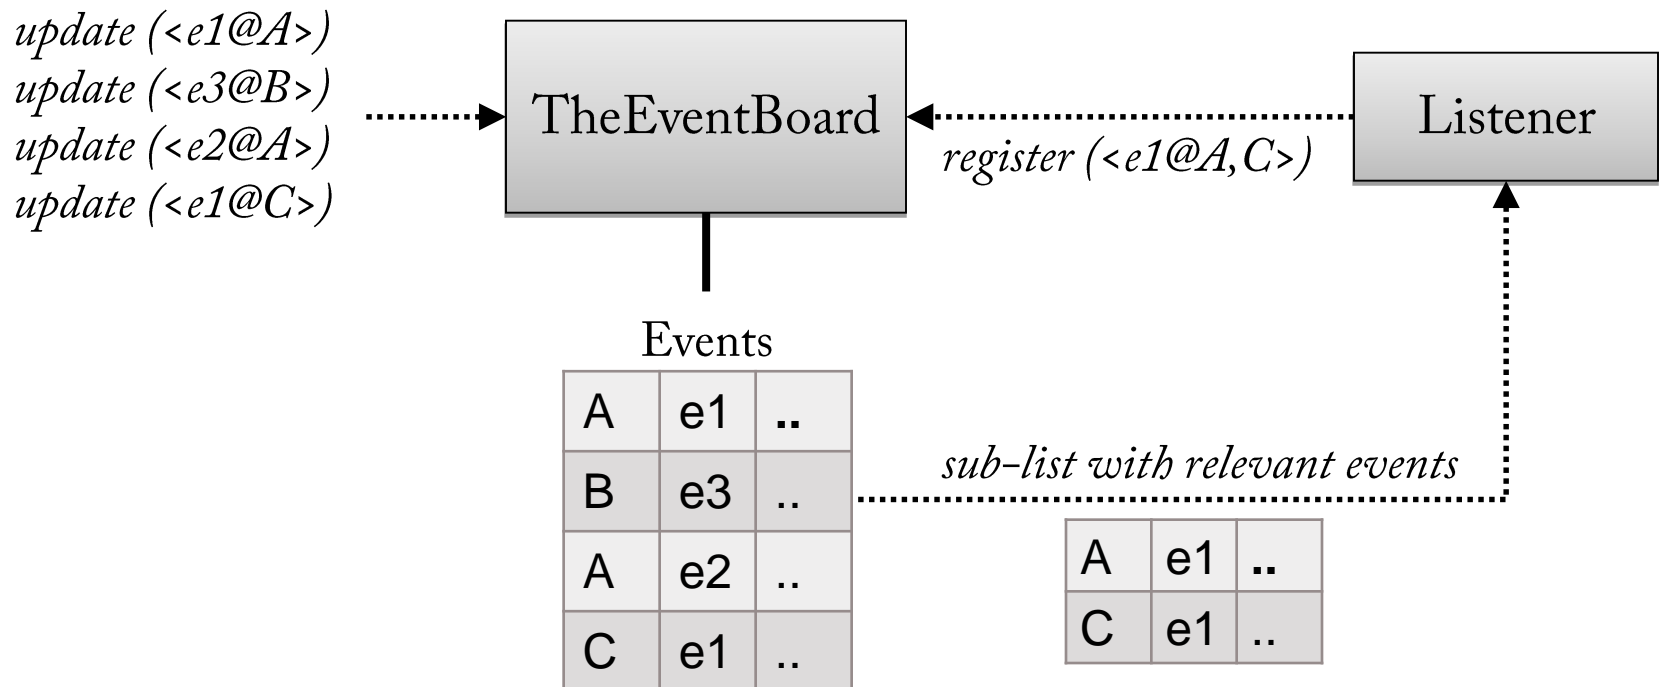 update (<e1@A>)
update (<e3@B>)
update (<e2@A>)
update (<e1@C>)
TheEventBoard
register (<e1@A,C>)
Listener
Events
A e1 ..
B e3 ..
A e2 ..
C e1 ..
sub-list with relevant events
A e1 ..
C e1 ..